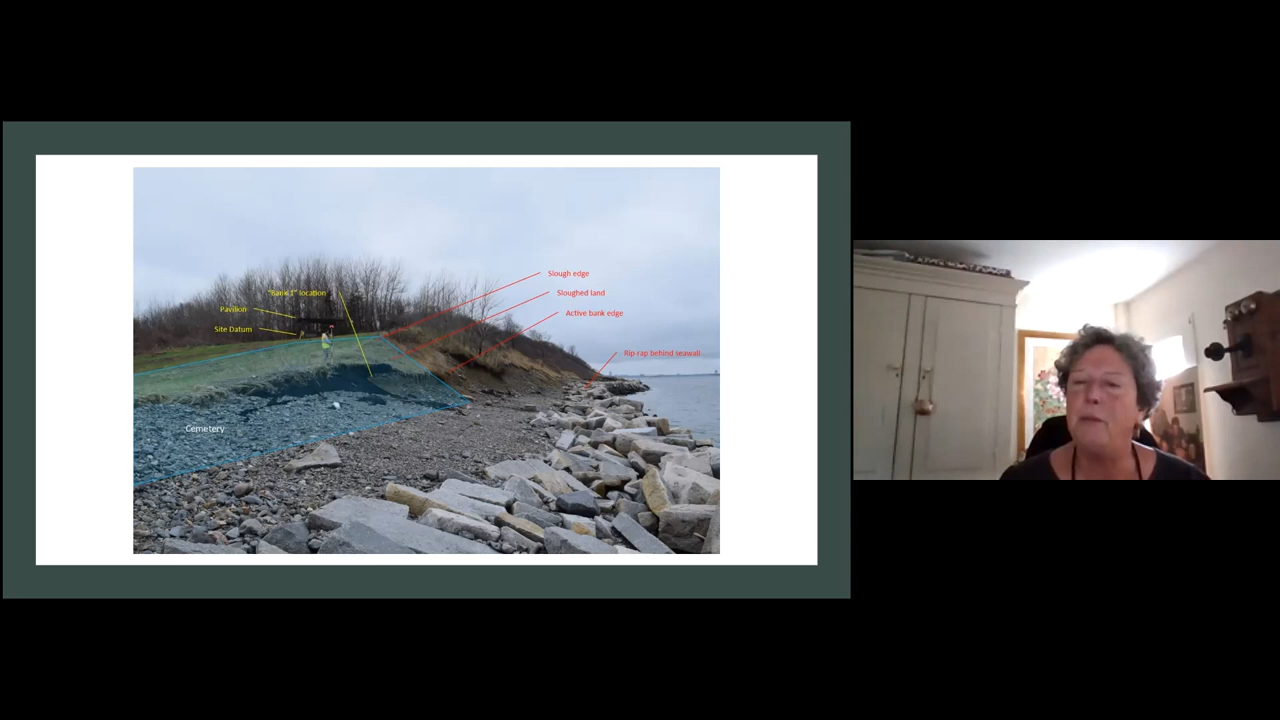 Slough edge
Sloughed land
Active bank edge
Rip-rap behind seawall
"Bank 1" location
Pavilion
Site Datum
Cemetery